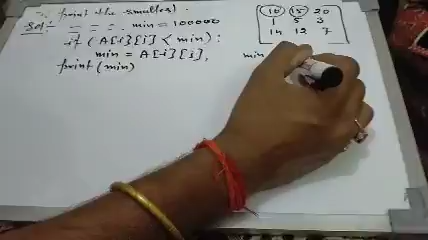 :. print the smallest.
Sol: = = =. min = 100000
if (A[i][i] < min) :
min = A[i][i],
print (min)
10 15 20
1 5 3
14 12 7
min